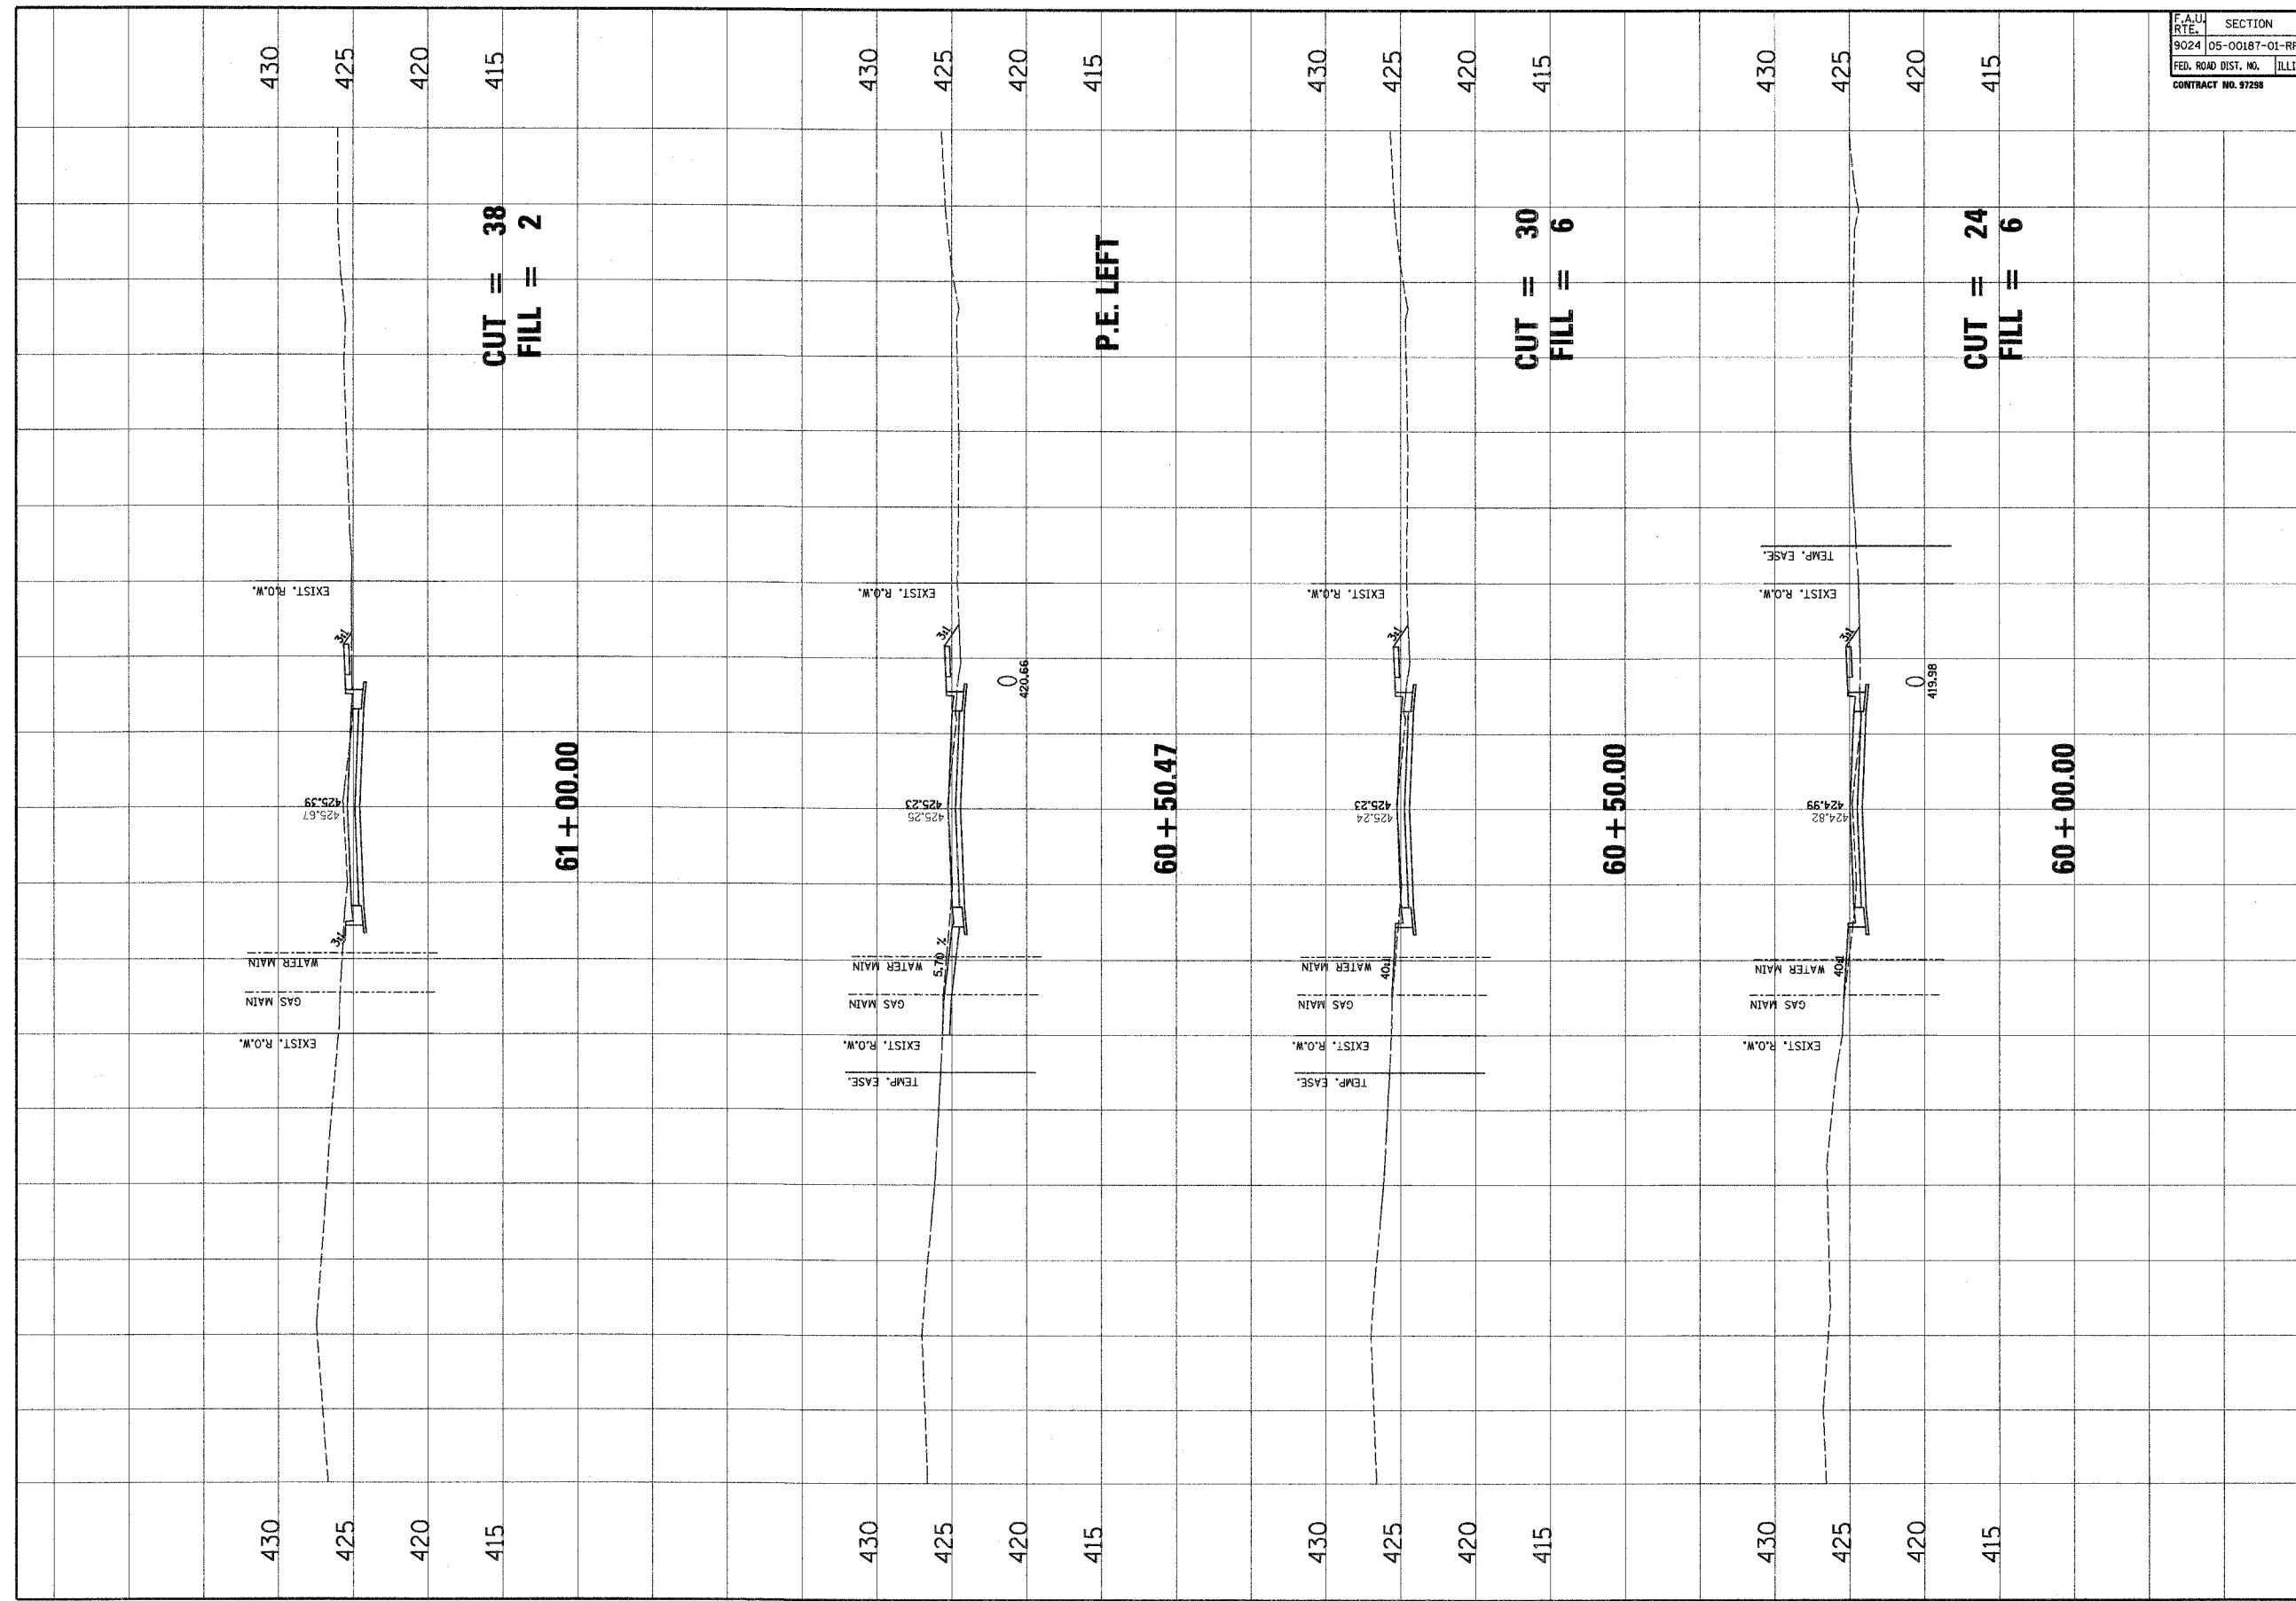 F.A.U. RTE.
SECTION
9024
05-00187-01-
FED. ROAD DIST. NO.
CONTRACT NO. 97298
430
425
420
415
CUT = 38
FILL = 2
EXIST. R.O.W.
3:1
425.39
425.67
61+00.00
3:1
WATER MAIN
GAS MAIN
EXIST. R.O.W.
430
425
420
415
430
425
420
415
P.E. LEFT
EXIST. R.O.W.
3:1
420.66
425.23
425.25
60+50.47
5.70 %
WATER MAIN
GAS MAIN
EXIST. R.O.W.
TEMP. EASE.
430
425
420
415
430
425
420
415
CUT = 30
FILL = 6
EXIST. R.O.W.
3:1
425.23
425.24
60+50.00
40:1
WATER MAIN
GAS MAIN
EXIST. R.O.W.
TEMP. EASE.
430
425
420
415
430
425
420
415
CUT = 24
FILL = 6
TEMP. EASE.
EXIST. R.O.W.
3:1
419.98
424.99
424.82
60+00.00
40:1
WATER MAIN
GAS MAIN
EXIST. R.O.W.
430
425
420
415